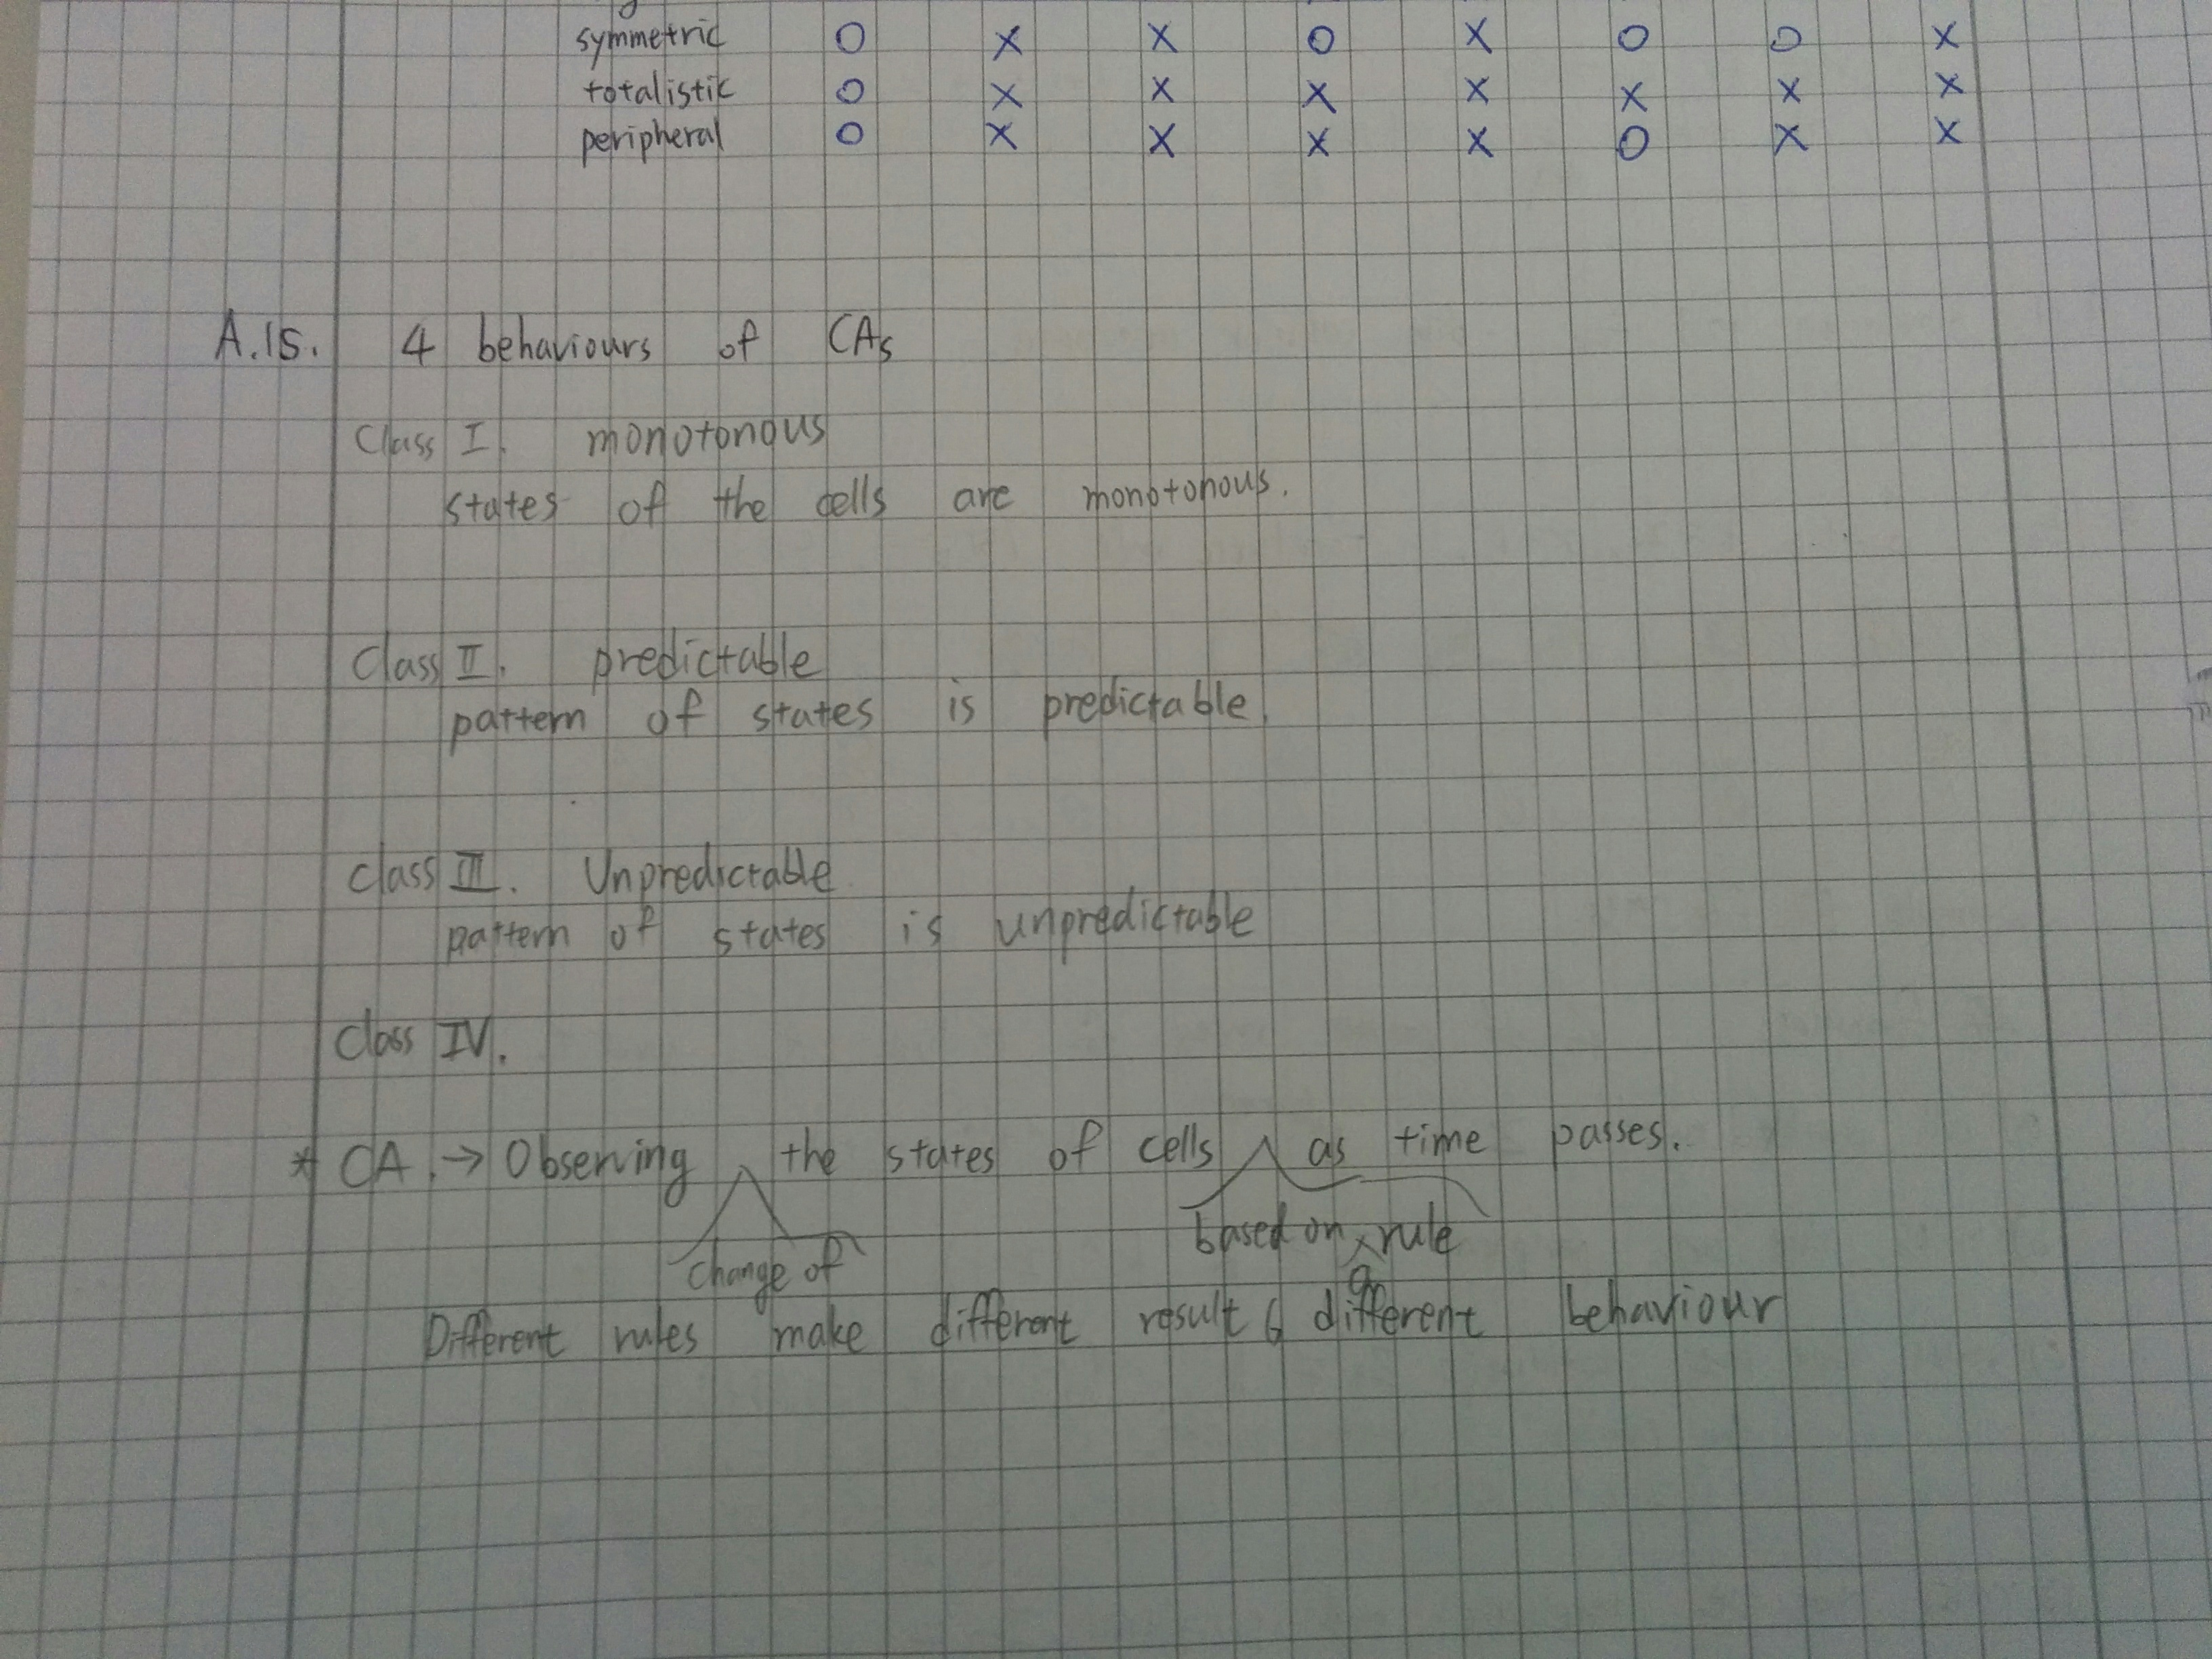 symmetric O X X O X O O X
totalistic O X X X X X X X
peripheral O X X X X O X X
A.15. 4 behaviours of CAs
Class I. monotonous
states of the cells are monotonous.
Class II. predictable
pattern of states is predictable
Class III. Unpredictable
pattern of states is unpredictable
Class IV.
* CA. → Observing the states of cells as time passes.
based on rule
a
change of
Different rules make different result & different behaviour